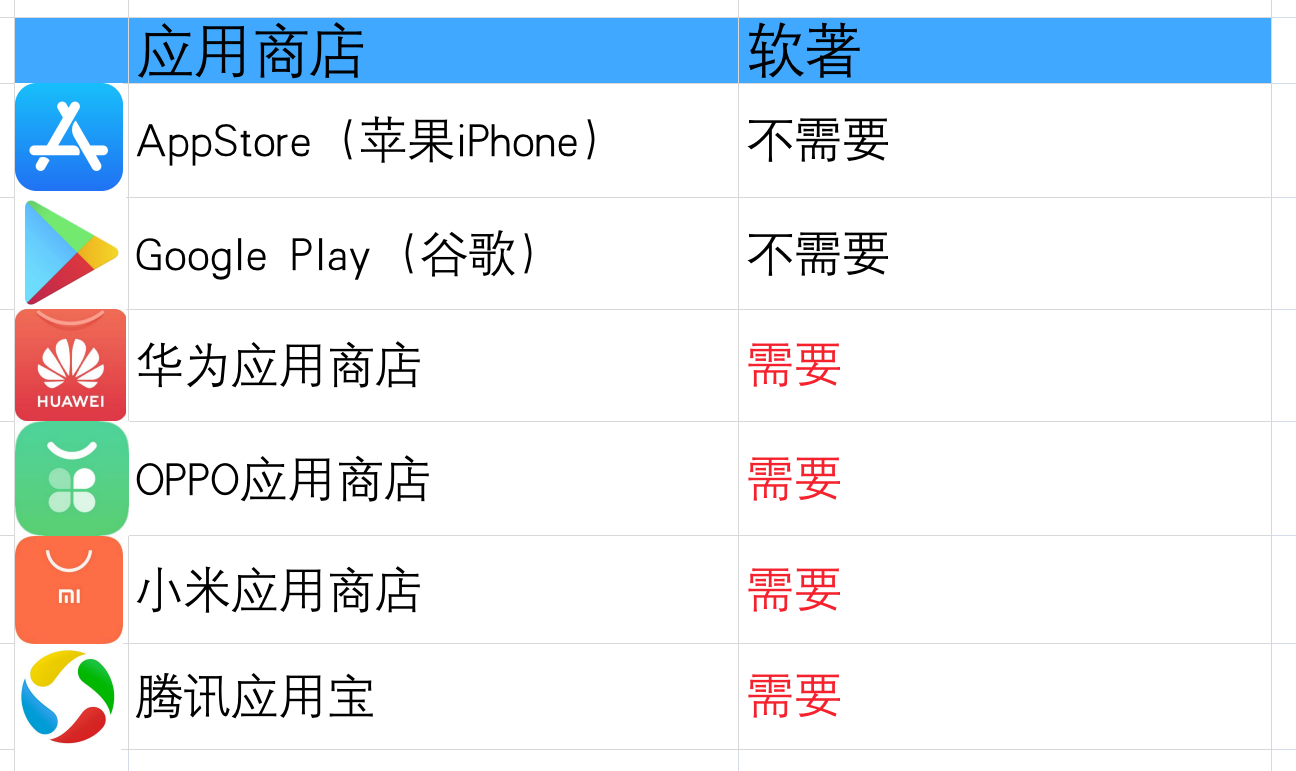 应用商店 软著
AppStore（苹果iPhone） 不需要
Google Play（谷歌） 不需要
HUAWEI 华为应用商店 需要
OPPO应用商店 需要
MI 小米应用商店 需要
腾讯应用宝 需要